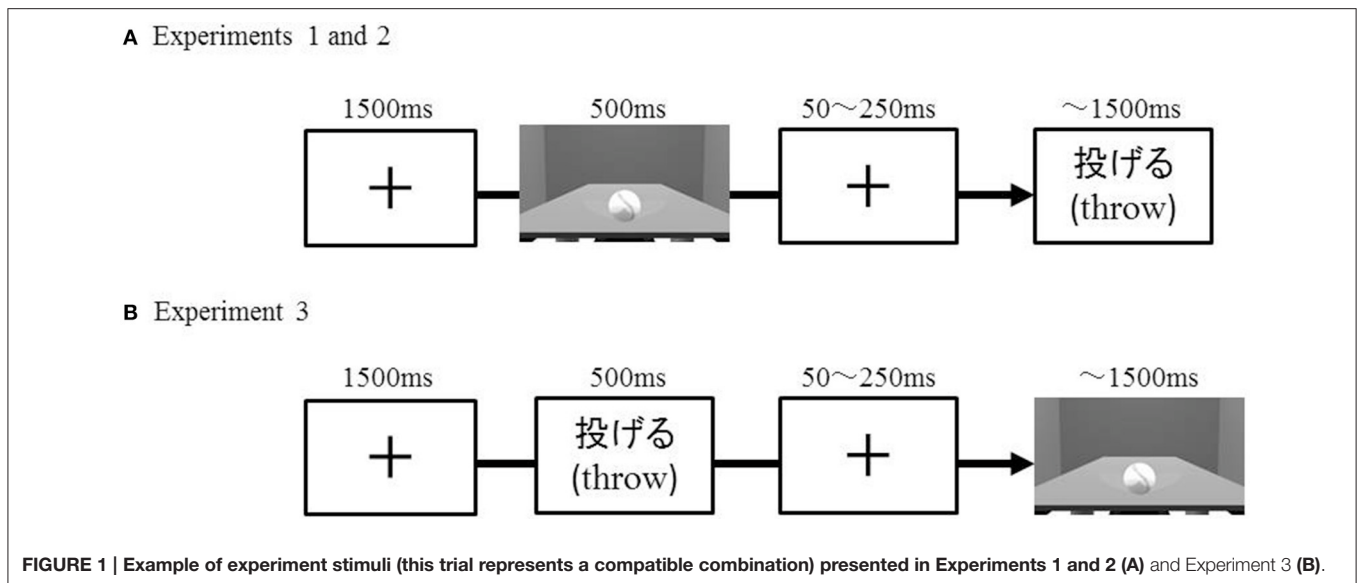 A Experiments 1 and 2
1500ms
500ms
50～250ms
～1500ms
+
+
投げる
(throw)
B Experiment 3
1500ms
500ms
50～250ms
～1500ms
+
投げる
(throw)
+
FIGURE 1 | Example of experiment stimuli (this trial represents a compatible combination) presented in Experiments 1 and 2 (A) and Experiment 3 (B).